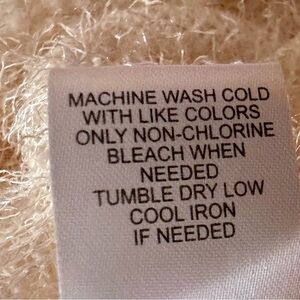 MACHINE WASH COLD
WITH LIKE COLORS
ONLY NON-CHLORINE
BLEACH WHEN
NEEDED
TUMBLE DRY LOW
COOL IRON
IF NEEDED